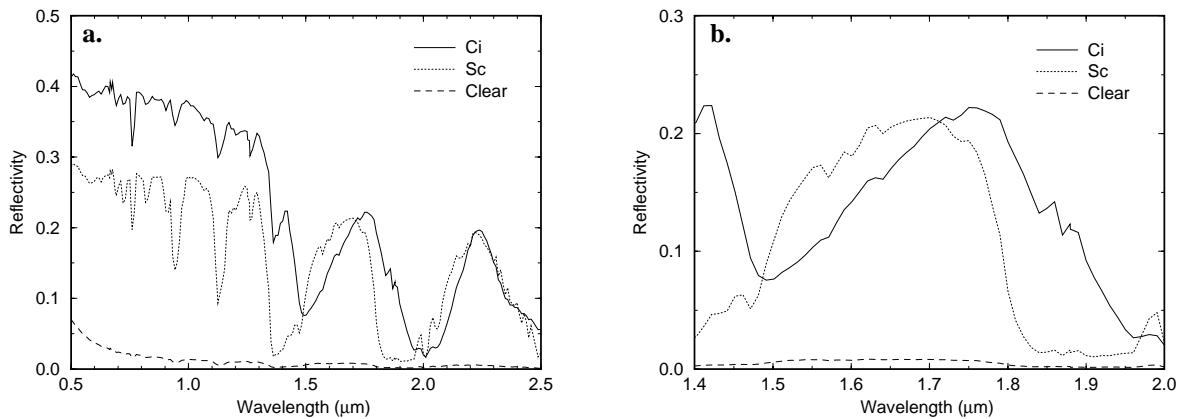 a.
Ci
Sc
Clear
Reflectivity
0.5
0.4
0.3
0.2
0.1
0.0
0.5 1.0 1.5 2.0 2.5
Wavelength (μm)
b.
Ci
Sc
Clear
Reflectivity
0.3
0.2
0.1
0.0
1.4 1.5 1.6 1.7 1.8 1.9 2.0
Wavelength (μm)